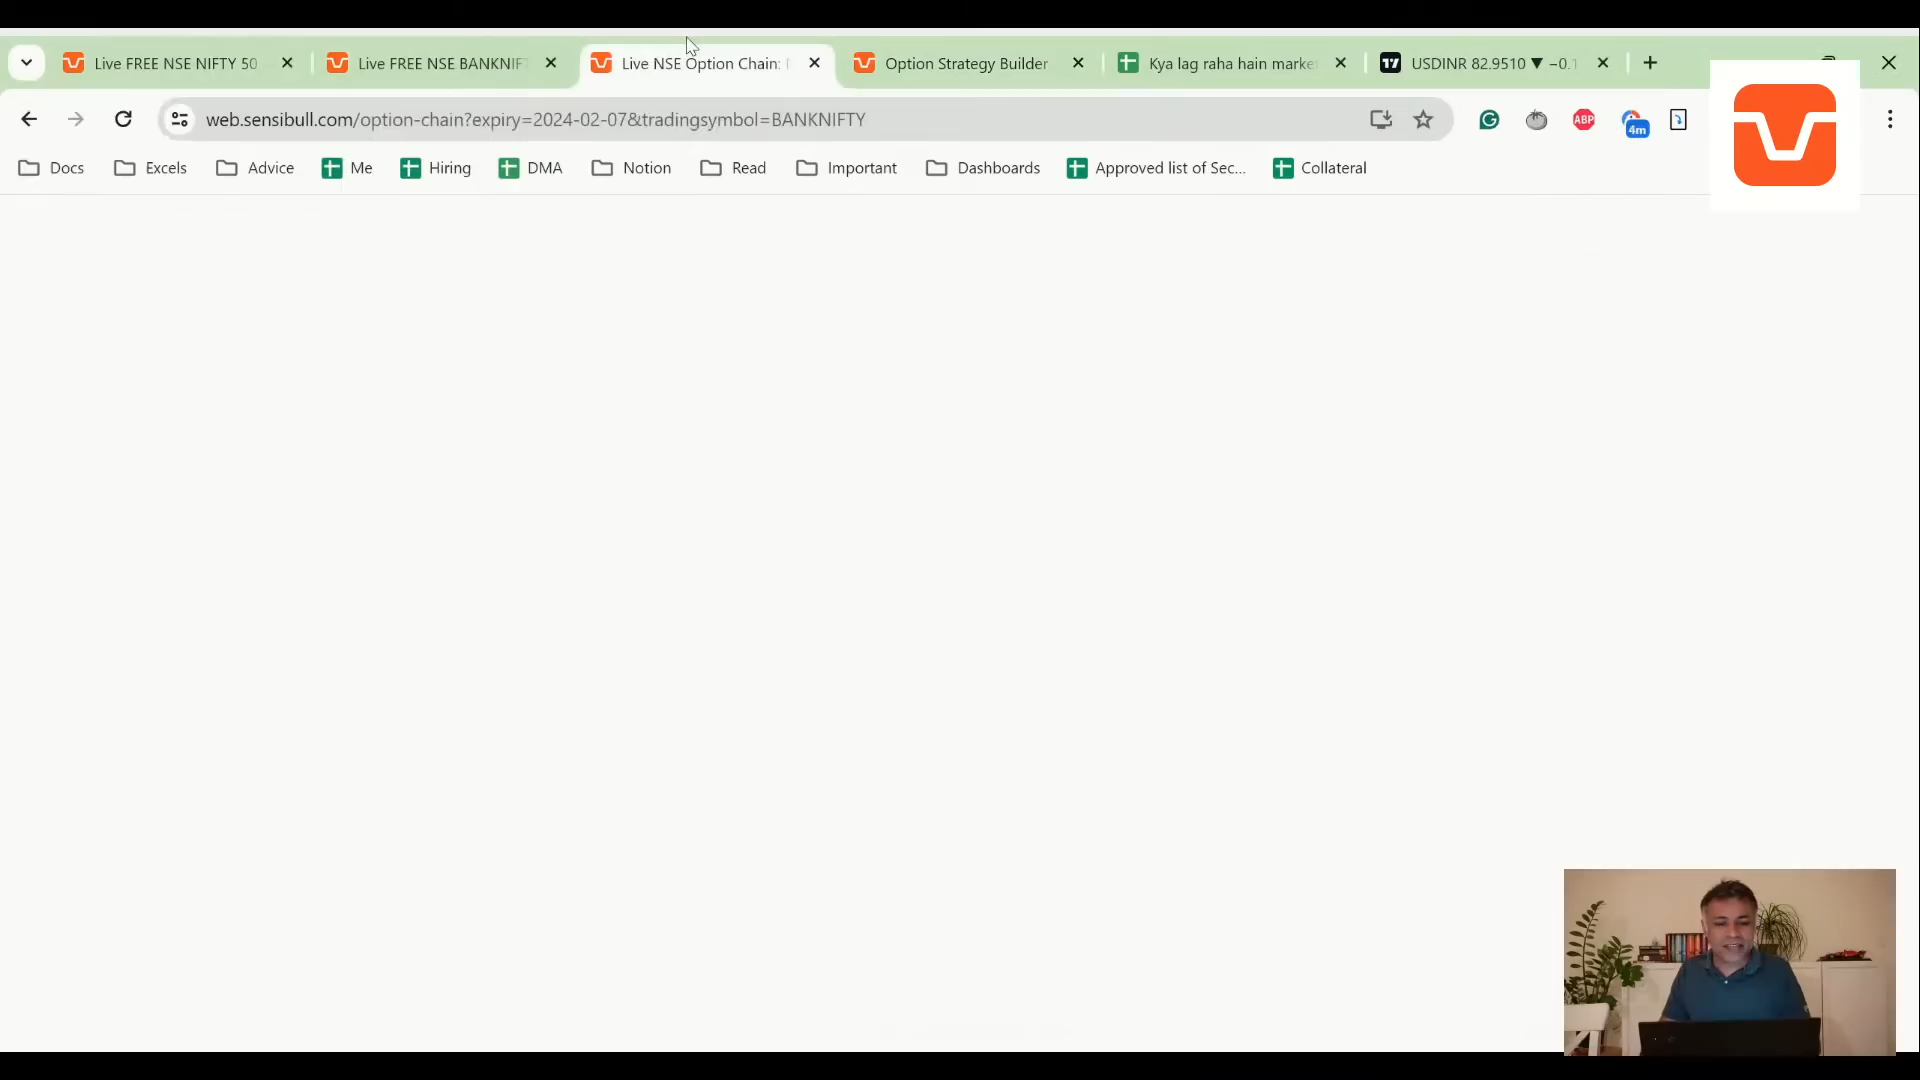 Live FREE NSE NIFTY 50
Live FREE NSE BANKNIF
Live NSE Option Chain:
Option Strategy Builder
Kya lag raha hain marke
USDINR 82.9510 ▼ −0.1
web.sensibull.com/option-chain?expiry=2024-02-07&tradingsymbol=BANKNIFTY
ABP
4m
Docs
Excels
Advice
Me
Hiring
DMA
Notion
Read
Important
Dashboards
Approved list of Sec...
Collateral